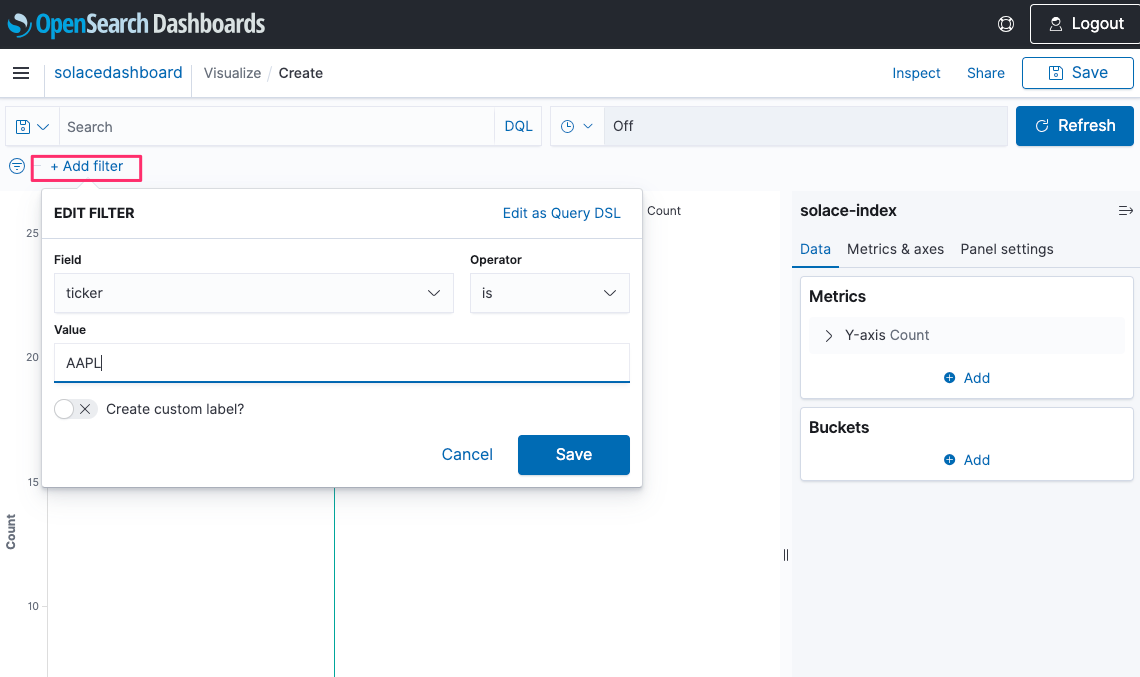 OpenSearch Dashboards
Logout
solacedashboard
Visualize / Create
Inspect
Share
Save
Search
DQL
Off
Refresh
+ Add filter
EDIT FILTER
Edit as Query DSL
Field
Operator
ticker
is
Value
AAPL
Create custom label?
Cancel
Save
Count
25
20
15
10
Count
solace-index
Data
Metrics & axes
Panel settings
Metrics
Y-axis Count
Add
Buckets
Add